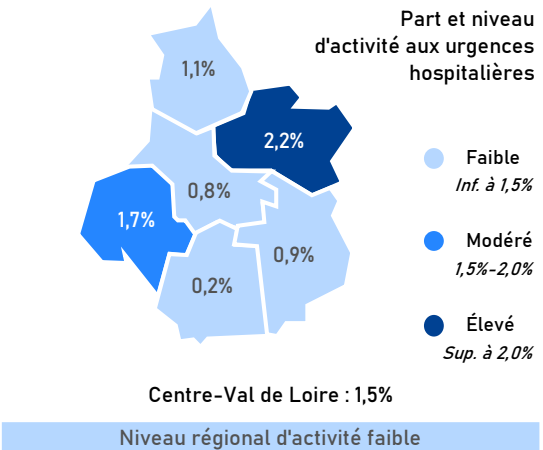 Part et niveau
d'activité aux urgences
hospitalières
1,1%
2,2%
0,8%
1,7%
0,9%
0,2%
Faible
Inf. à 1,5%
Modéré
1,5%-2,0%
Élevé
Sup. à 2,0%
Centre-Val de Loire : 1,5%
Niveau régional d'activité faible